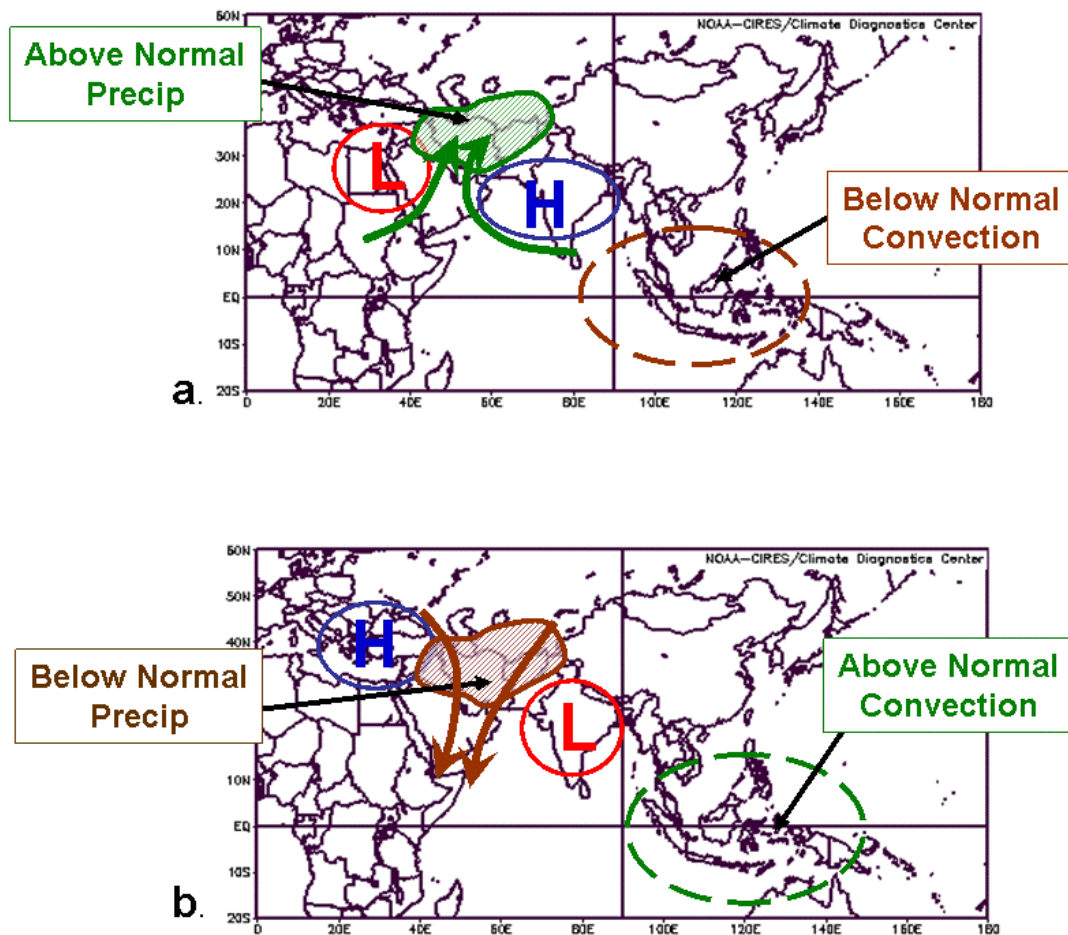 60N
NOAA-CIRES/Climate Diagnostics Center
Above Normal
Precip
L
H
30N
20N
10N
EQ
10S
20S
Below Normal
Convection
a.
0 20E 40E 60E 80E 100E 120E 140E 160E 180
60N
NOAA-CIRES/Climate Diagnostics Center
50N
40N
H
Below Normal
Precip
L
Above Normal
Convection
10N
EQ
10S
20S
b.
0 20E 40E 60E 80E 100E 120E 140E 160E 180